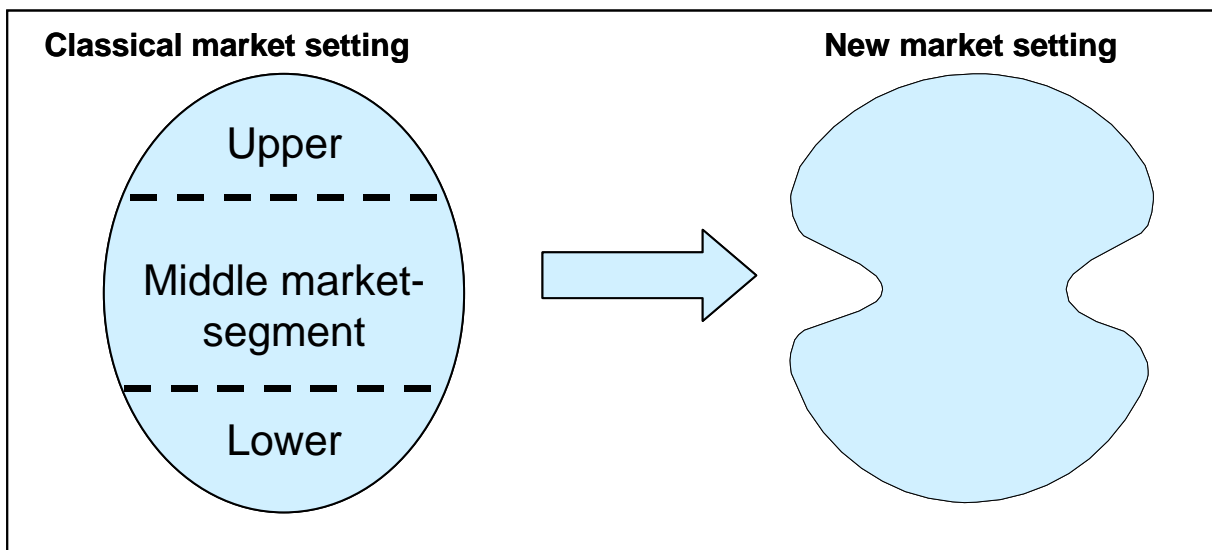 Classical market setting
New market setting
Upper
Middle market-
segment
Lower